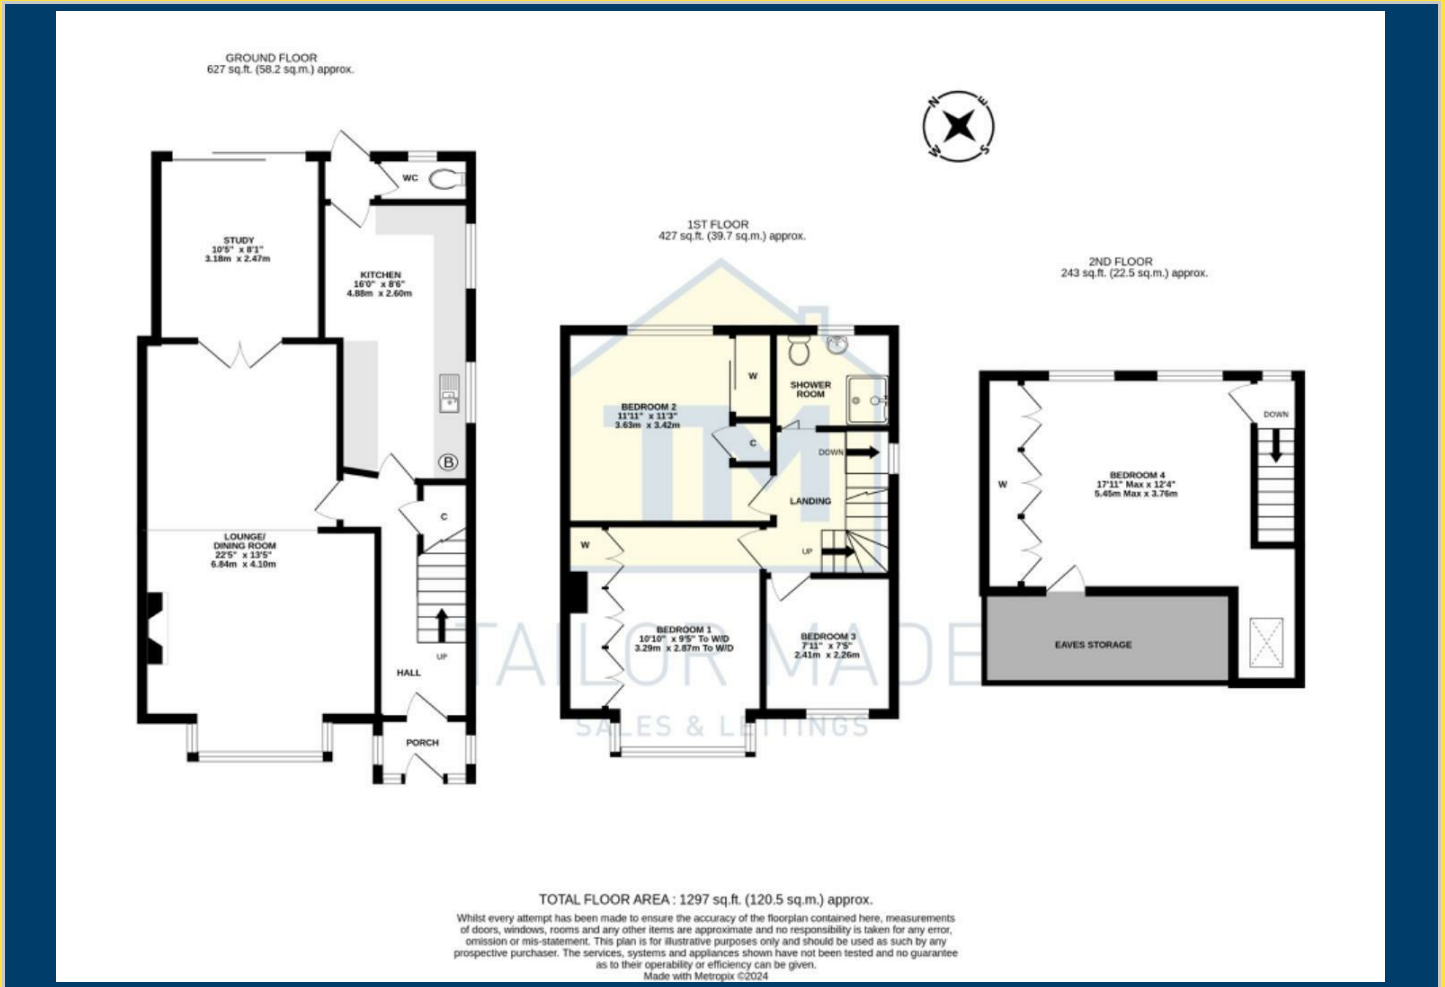 GROUND FLOOR
627 sq.ft. (58.2 sq.m.) approx.
N
E
S
W
WC
STUDY
10'5" x 8'1"
3.18m x 2.47m
KITCHEN
16'0" x 8'6"
4.88m x 2.60m
B
C
LOUNGE/
DINING ROOM
22'5" x 13'5"
6.84m x 4.10m
UP
HALL
PORCH
1ST FLOOR
427 sq.ft. (39.7 sq.m.) approx.
W
SHOWER
ROOM
BEDROOM 2
11'11" x 11'3"
3.63m x 3.42m
C
DOWN
LANDING
W
UP
BEDROOM 1
10'10" x 9'5" To W/D
3.29m x 2.87m To W/D
BEDROOM 3
7'11" x 7'5"
2.41m x 2.26m
TM
TAILOR MADE
SALES & LETTINGS
2ND FLOOR
243 sq.ft. (22.5 sq.m.) approx.
DOWN
W
BEDROOM 4
17'11" Max x 12'4"
5.45m Max x 3.76m
EAVES STORAGE
TOTAL FLOOR AREA : 1297 sq.ft. (120.5 sq.m.) approx.
Whilst every attempt has been made to ensure the accuracy of the floorplan contained here, measurements
of doors, windows, rooms and any other items are approximate and no responsibility is taken for any error,
omission or mis-statement. This plan is for illustrative purposes only and should be used as such by any
prospective purchaser. The services, systems and appliances shown have not been tested and no guarantee
as to their operability or efficiency can be given.
Made with Metropix ©2024